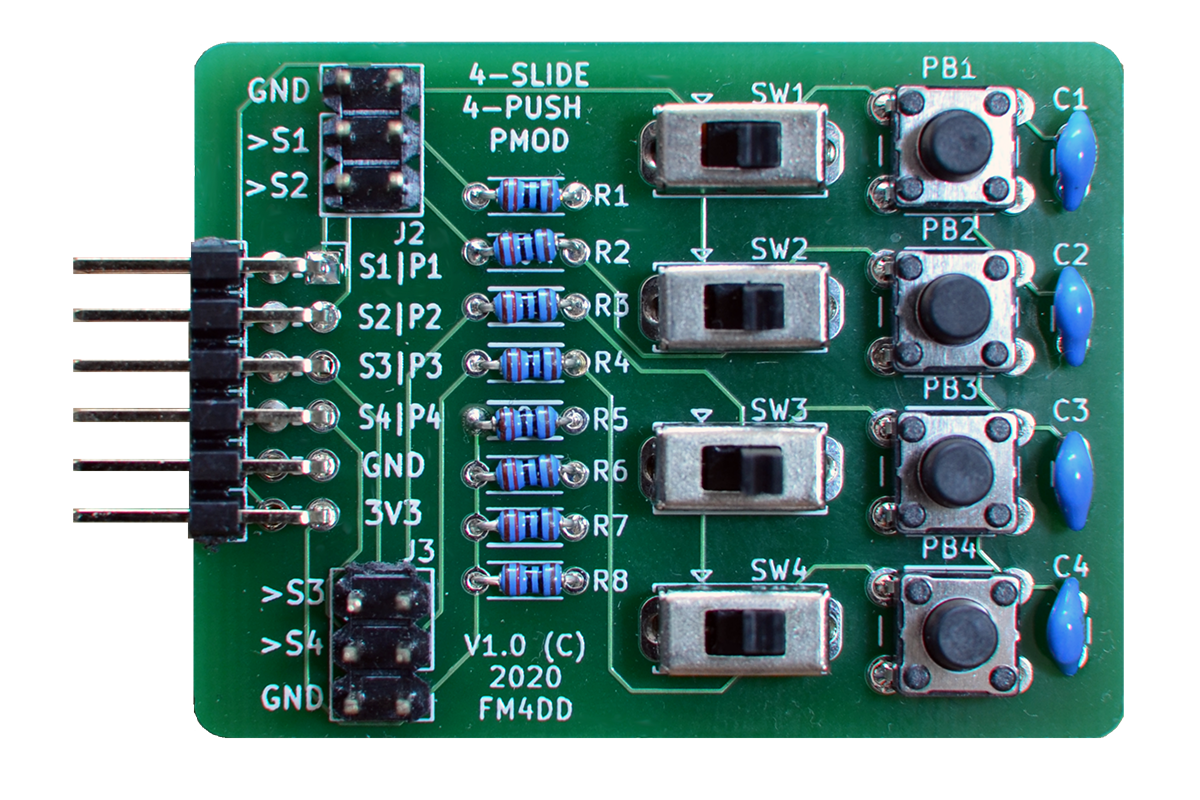 4-SLIDE
4-PUSH
PMOD
GND
>S1
>S2
J2
S1|P1
S2|P2
S3|P3
S4|P4
GND
3V3
J3
>S3
>S4
GND
R1
R2
R3
R4
R5
R6
R7
R8
V1.0 (C)
2020
FM4DD
SW1
SW2
SW3
SW4
PB1
PB2
PB3
PB4
C1
C2
C3
C4